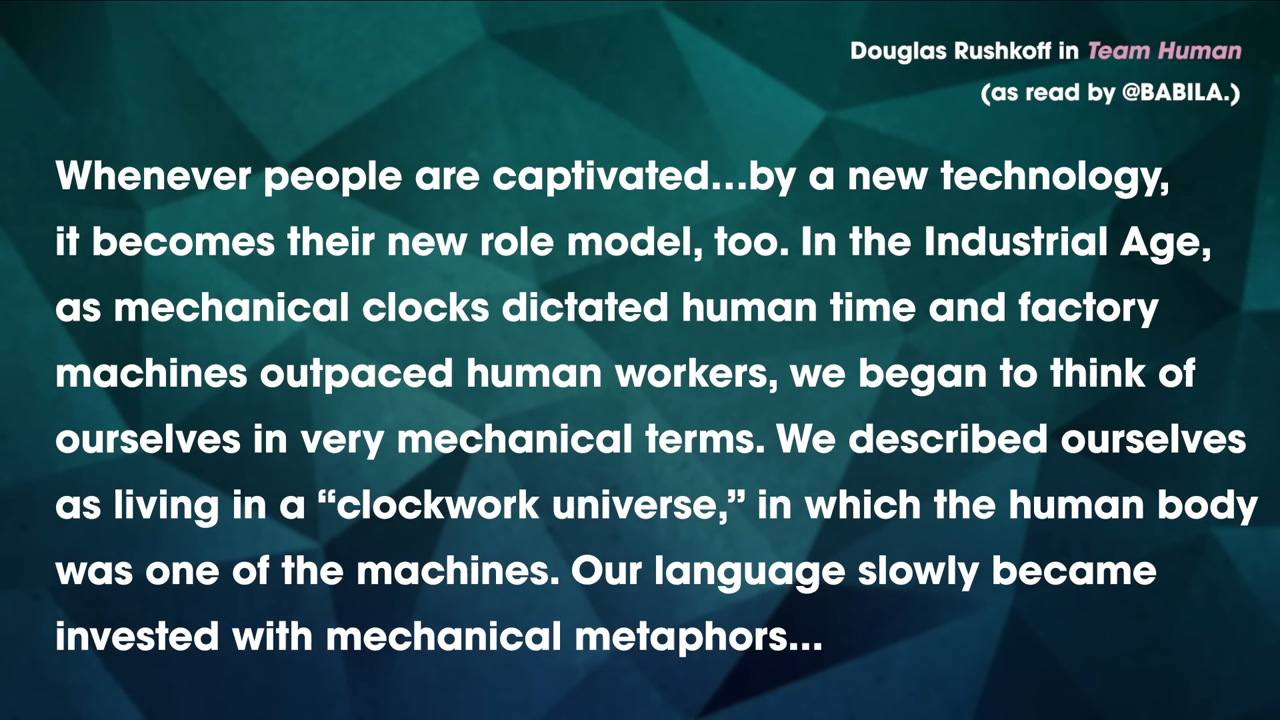 Douglas Rushkoff in Team Human
(as read by @BABILA.)
Whenever people are captivated...by a new technology,
it becomes their new role model, too. In the Industrial Age,
as mechanical clocks dictated human time and factory
machines outpaced human workers, we began to think of
ourselves in very mechanical terms. We described ourselves
as living in a “clockwork universe,” in which the human body
was one of the machines. Our language slowly became
invested with mechanical metaphors...